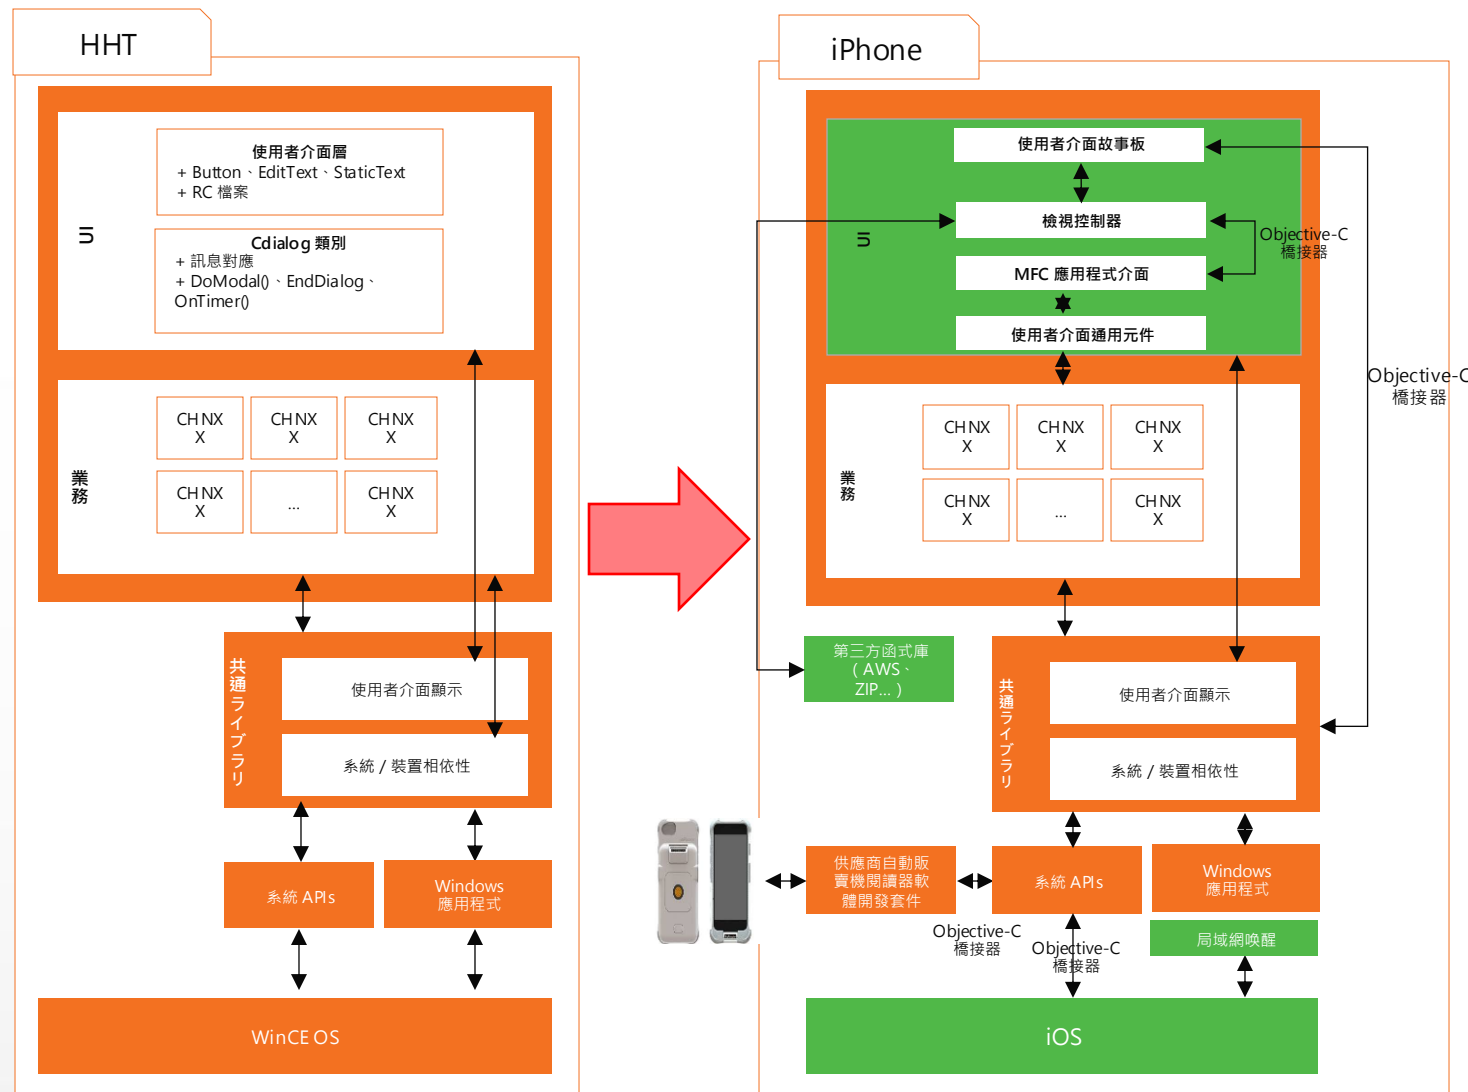 HHT
使用者介面層
+ Button、EditText、StaticText
+ RC 檔案
UI
Cdialog 類別
+ 訊息對應
+ DoModal()、EndDialog、
OnTimer()
業務
CHNX
X
CHNX
X
CHNX
X
CHNX
X
...
CHNX
X
共通ライブラリ
使用者介面顯示
系統 / 裝置相依性
系統 APIs
Windows
應用程式
WinCE OS
iPhone
使用者介面故事板
UI
檢視控制器
Objective-C
橋接器
MFC 應用程式介面
使用者介面通用元件
Objective-C
橋接器
業務
CHNX
X
CHNX
X
CHNX
X
CHNX
X
...
CHNX
X
第三方函式庫
( AWS、
ZIP... )
共通ライブラリ
使用者介面顯示
系統 / 裝置相依性
供應商自動販
賣機閱讀器軟
體開發套件
系統 APIs
Windows
應用程式
Objective-C
橋接器
Objective-C
橋接器
局域網喚醒
iOS